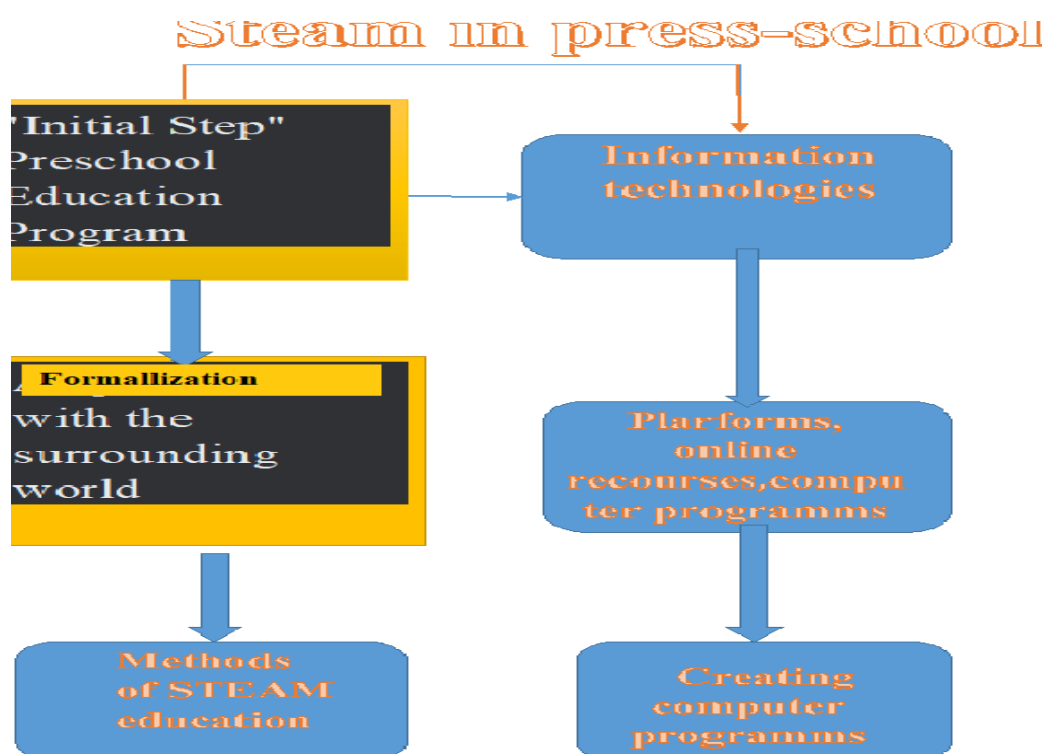 Steam in press-school
"Initial Step"
Preschool
Education
Program
Information
technologies
Formallization
with the
surrounding
world
Plarforms,
online
recourses,compu
ter programms
Methods
of STEAM
education
Creating
computer
programms